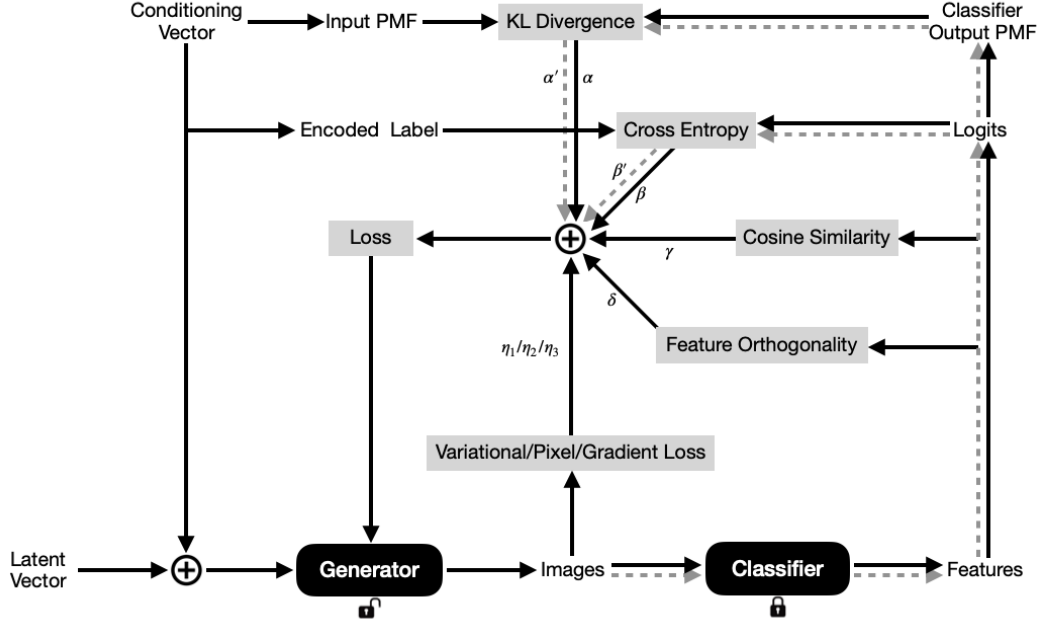 Conditioning
Vector
Input PMF
KL Divergence
Classifier
Output PMF
α′
α
Encoded Label
Cross Entropy
Logits
β′
β
Loss
Cosine Similarity
γ
δ
Feature Orthogonality
η₁/η₂/η₃
Variational/Pixel/Gradient Loss
Latent
Vector
Generator
Images
Classifier
Features